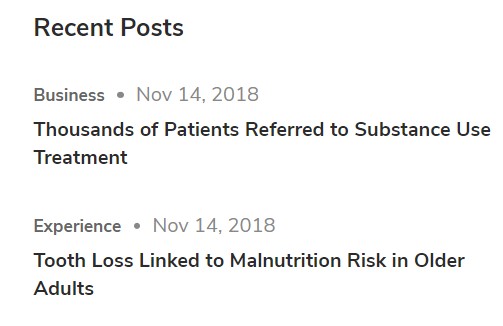 Recent Posts
Business • Nov 14, 2018
Thousands of Patients Referred to Substance Use
Treatment
Experience • Nov 14, 2018
Tooth Loss Linked to Malnutrition Risk in Older
Adults